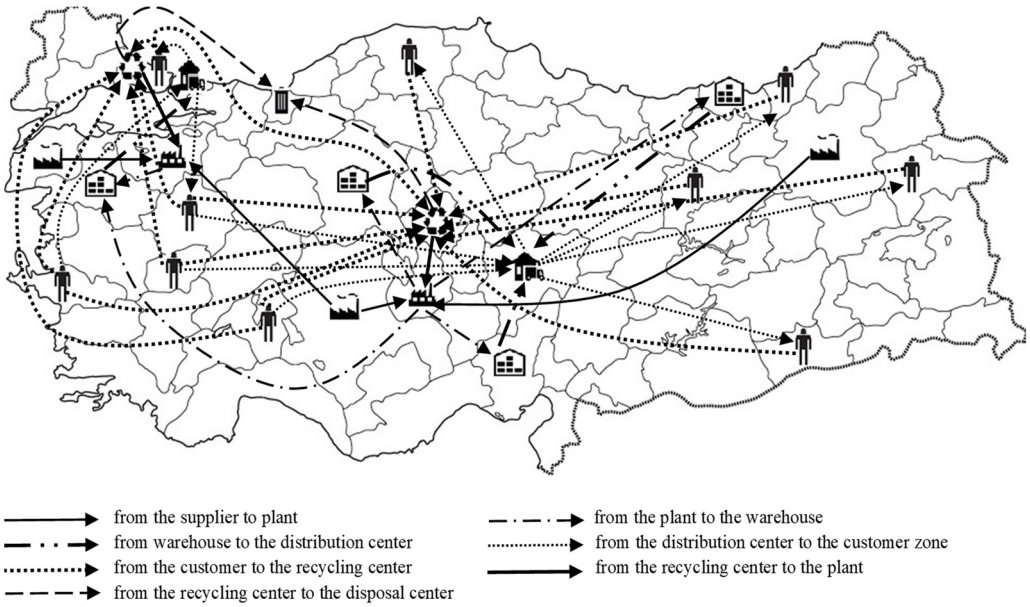 from the supplier to plant
from the plant to the warehouse
from warehouse to the distribution center
from the distribution center to the customer zone
from the customer to the recycling center
from the recycling center to the plant
from the recycling center to the disposal center